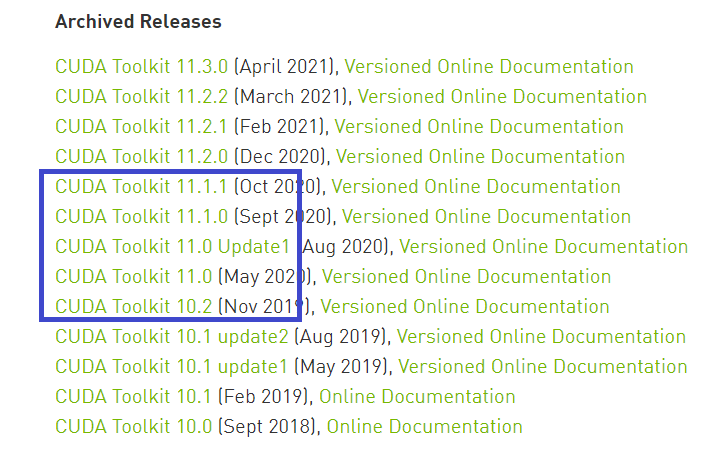 Archived Releases
CUDA Toolkit 11.3.0 (April 2021), Versioned Online Documentation
CUDA Toolkit 11.2.2 (March 2021), Versioned Online Documentation
CUDA Toolkit 11.2.1 (Feb 2021), Versioned Online Documentation
CUDA Toolkit 11.2.0 (Dec 2020), Versioned Online Documentation
CUDA Toolkit 11.1.1 (Oct 2020), Versioned Online Documentation
CUDA Toolkit 11.1.0 (Sept 2020), Versioned Online Documentation
CUDA Toolkit 11.0 Update1 (Aug 2020), Versioned Online Documentation
CUDA Toolkit 11.0 (May 2020), Versioned Online Documentation
CUDA Toolkit 10.2 (Nov 2019), Versioned Online Documentation
CUDA Toolkit 10.1 update2 (Aug 2019), Versioned Online Documentation
CUDA Toolkit 10.1 update1 (May 2019), Versioned Online Documentation
CUDA Toolkit 10.1 (Feb 2019), Online Documentation
CUDA Toolkit 10.0 (Sept 2018), Online Documentation